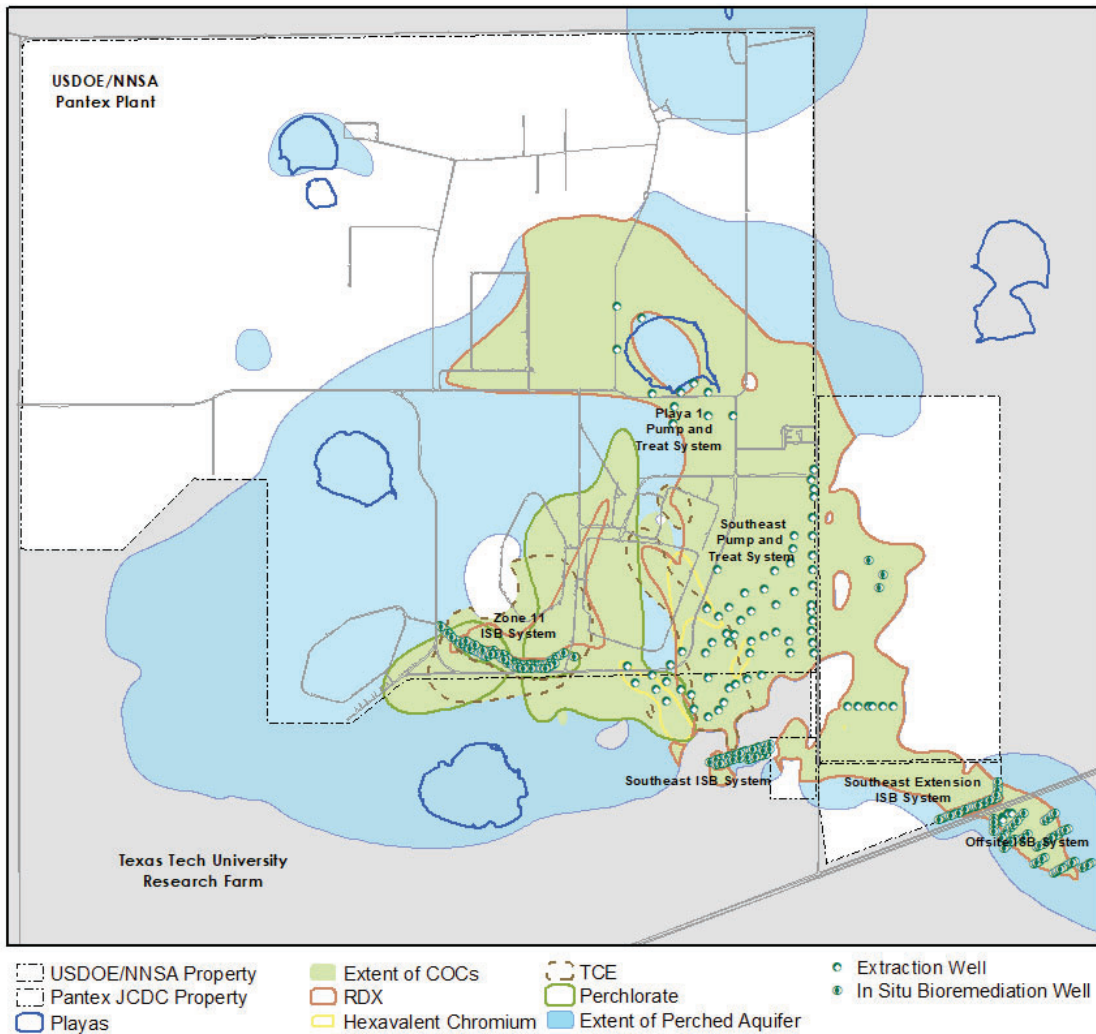 USDOE/NNSA
Pantex Plant
Playa 1
Pump and
Treat System
Southeast
Pump and
Treat System
Zone 11
ISB System
Southeast ISB System
Southeast Extension
ISB System
Offsite ISB System
Texas Tech University
Research Farm
USDOE/NNSA Property
Pantex JCDC Property
Playas
Extent of COCs
RDX
Hexavalent Chromium
TCE
Perchlorate
Extent of Perched Aquifer
Extraction Well
In Situ Bioremediation Well